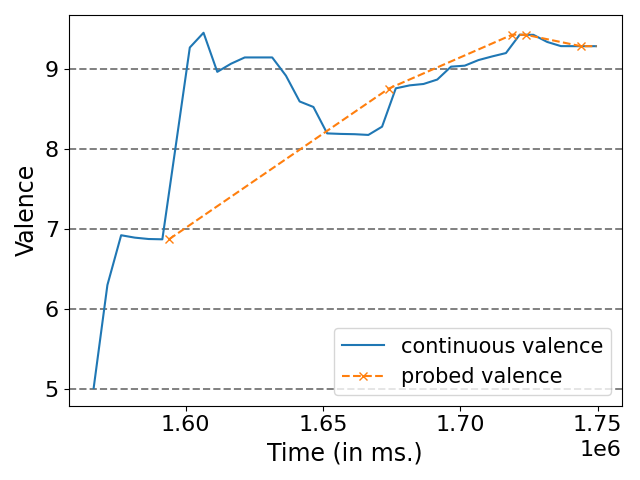 9
8
7
6
5
Valence
continuous valence
probed valence
1.60 1.65 1.70 1.75
1e6
Time (in ms.)